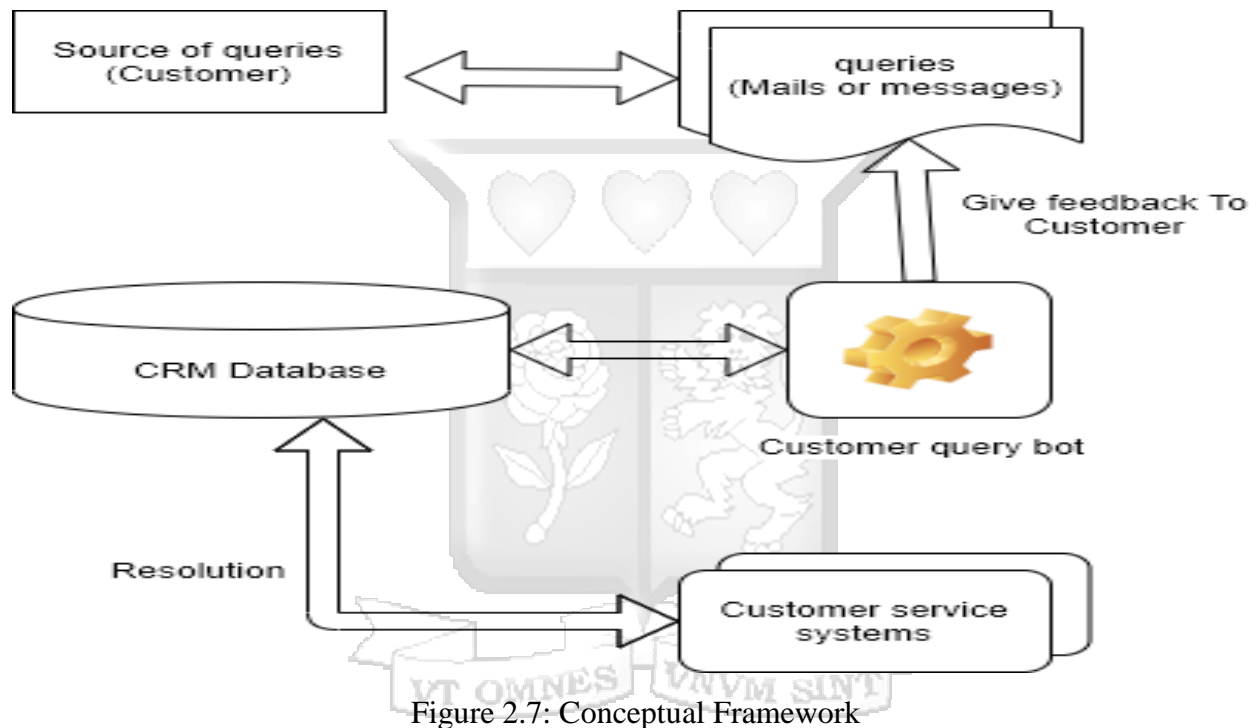 Source of queries
(Customer)
queries
(Mails or messages)
Give feedback To
Customer
CRM Database
Customer query bot
Resolution
Customer service
systems
VT OMNES VNVM SINT
Figure 2.7: Conceptual Framework